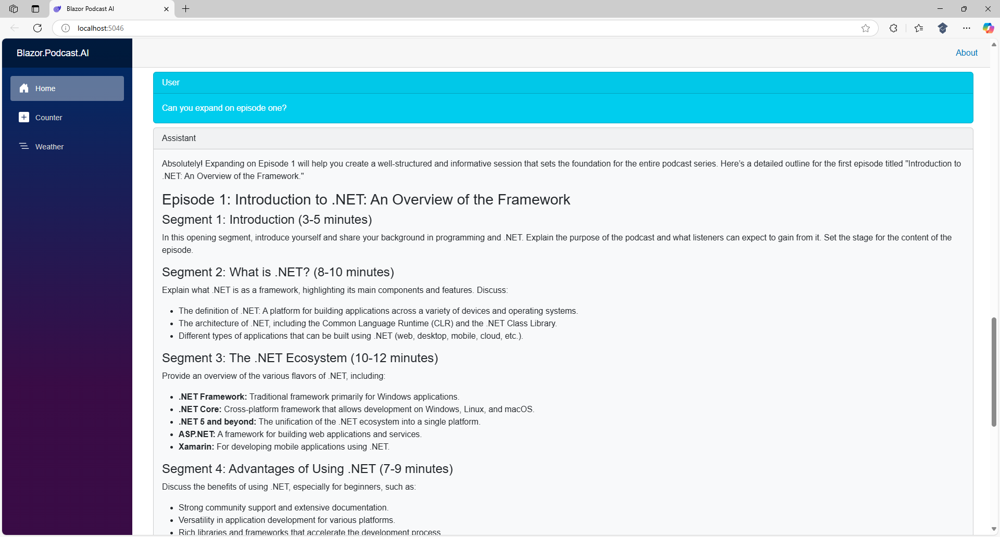 Blazor Podcast AI
localhost:5046
Blazor.Podcast.AI
About
Home
Counter
Weather
User
Can you expand on episode one?
Assistant
Absolutely! Expanding on Episode 1 will help you create a well-structured and informative session that sets the foundation for the entire podcast series. Here’s a detailed outline for the first episode titled "Introduction to
.NET: An Overview of the Framework."
Episode 1: Introduction to .NET: An Overview of the Framework
Segment 1: Introduction (3-5 minutes)
In this opening segment, introduce yourself and share your background in programming and .NET. Explain the purpose of the podcast and what listeners can expect to gain from it. Set the stage for the content of the
episode.
Segment 2: What is .NET? (8-10 minutes)
Explain what .NET is as a framework, highlighting its main components and features. Discuss:
• The definition of .NET: A platform for building applications across a variety of devices and operating systems.
• The architecture of .NET, including the Common Language Runtime (CLR) and the .NET Class Library.
• Different types of applications that can be built using .NET (web, desktop, mobile, cloud, etc.).
Segment 3: The .NET Ecosystem (10-12 minutes)
Provide an overview of the various flavors of .NET, including:
• .NET Framework: Traditional framework primarily for Windows applications.
• .NET Core: Cross-platform framework that allows development on Windows, Linux, and macOS.
• .NET 5 and beyond: The unification of the .NET ecosystem into a single platform.
• ASP.NET: A framework for building web applications and services.
• Xamarin: For developing mobile applications using .NET.
Segment 4: Advantages of Using .NET (7-9 minutes)
Discuss the benefits of using .NET, especially for beginners, such as:
• Strong community support and extensive documentation.
• Versatility in application development for various platforms.
• Rich libraries and frameworks that accelerate the development process